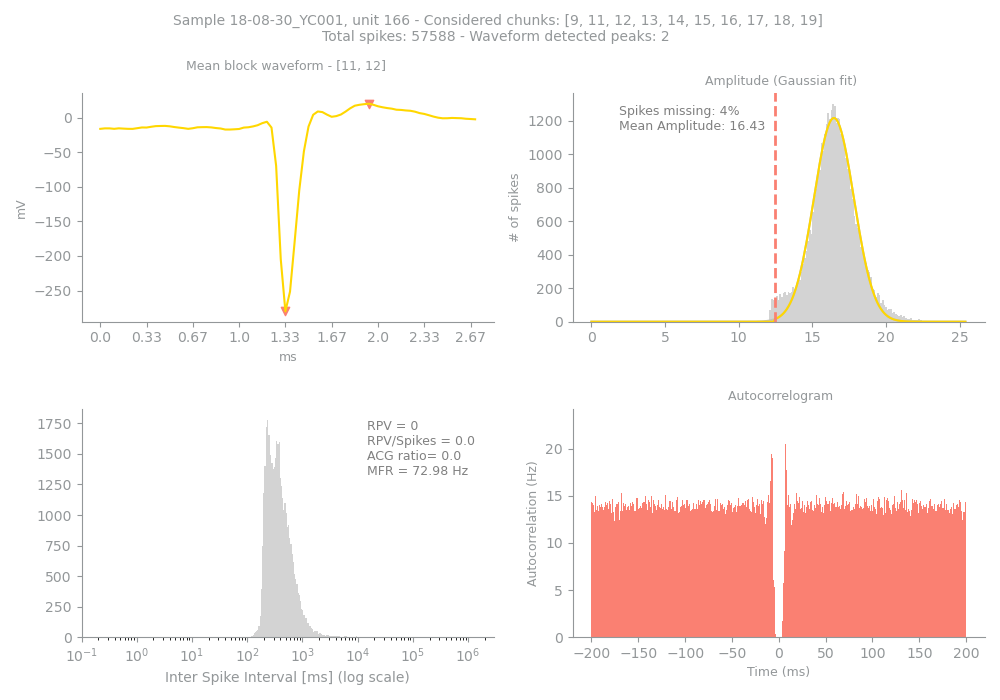 Sample 18-08-30_YC001, unit 166 - Considered chunks: [9, 11, 12, 13, 14, 15, 16, 17, 18, 19]
Total spikes: 57588 - Waveform detected peaks: 2
Mean block waveform - [11, 12]
0
−50
−100
−150
−200
−250
mV
0.0 0.33 0.67 1.0 1.33 1.67 2.0 2.33 2.67
ms
Amplitude (Gaussian fit)
Spikes missing: 4%
Mean Amplitude: 16.43
1200
1000
800
600
400
200
0
# of spikes
0 5 10 15 20 25
RPV = 0
RPV/Spikes = 0.0
ACG ratio= 0.0
MFR = 72.98 Hz
1750
1500
1250
1000
750
500
250
0
10⁻¹ 10⁰ 10¹ 10² 10³ 10⁴ 10⁵ 10⁶
Inter Spike Interval [ms] (log scale)
Autocorrelogram
20
15
10
5
0
Autocorrelation (Hz)
−200 −150 −100 −50 0 50 100 150 200
Time (ms)